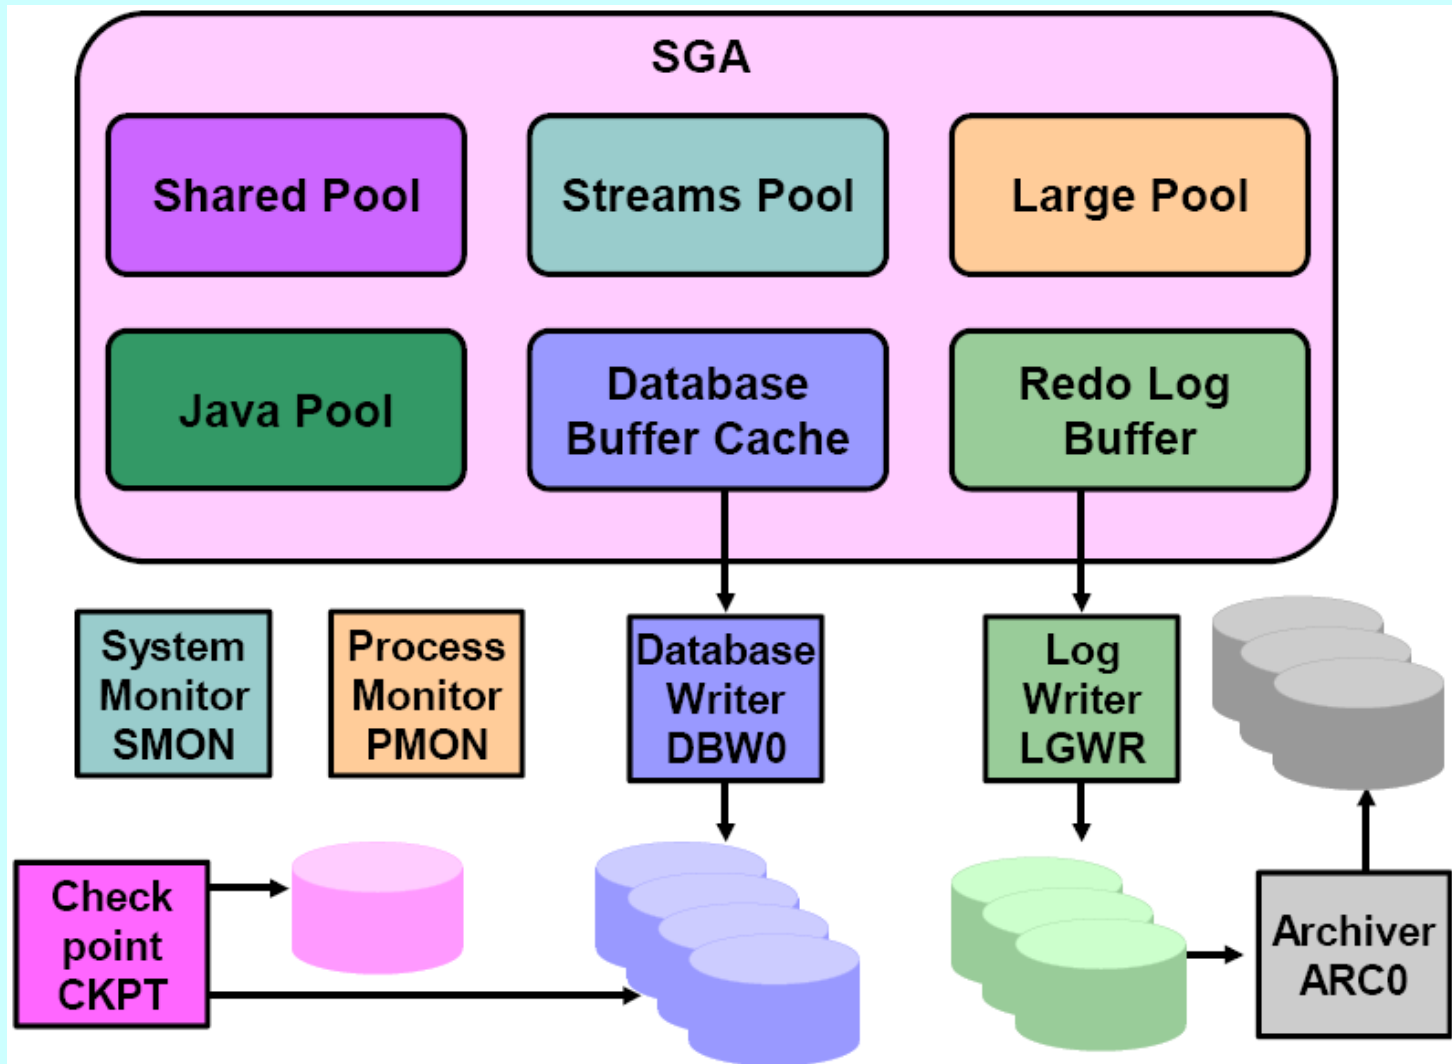 SGA
Shared Pool
Streams Pool
Large Pool
Java Pool
Database
Buffer Cache
Redo Log
Buffer
System
Monitor
SMON
Process
Monitor
PMON
Database
Writer
DBW0
Log
Writer
LGWR
Check
point
CKPT
Archiver
ARC0